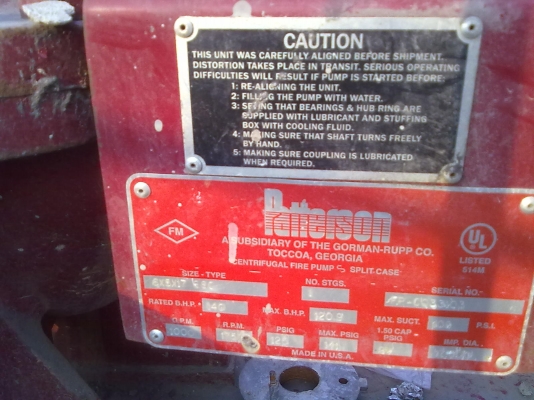 CAUTION
THIS UNIT WAS CAREFULLY ALIGNED BEFORE SHIPMENT.
DISTORTION TAKES PLACE IN TRANSIT. SERIOUS OPERATING
DIFFICULTIES WILL RESULT IF PUMP IS STARTED BEFORE:
1: RE-ALIGNING THE UNIT.
2: FILLING THE PUMP WITH WATER.
3: SEEING THAT BEARINGS & HUB RING ARE
SUPPLIED WITH LUBRICANT AND STUFFING
BOX WITH COOLING FLUID.
4: MAKING SURE THAT SHAFT TURNS FREELY
BY HAND.
5: MAKING SURE COUPLING IS LUBRICATED
WHEN REQUIRED.
Patterson
FM
A SUBSIDIARY OF THE GORMAN-RUPP CO.
TOCCOA, GEORGIA
CENTRIFUGAL FIRE PUMP SPLIT CASE
UL
LISTED
514M
SIZE - TYPE NO. STGS. SERIAL NO.
RATED B.H.P. MAX. B.H.P. MAX. SUCT. P.S.I.
G.P.M. R.P.M. PSIG MAX. PSIG 1.50 CAP PSIG IMP. DIA.
125
MADE IN U.S.A.